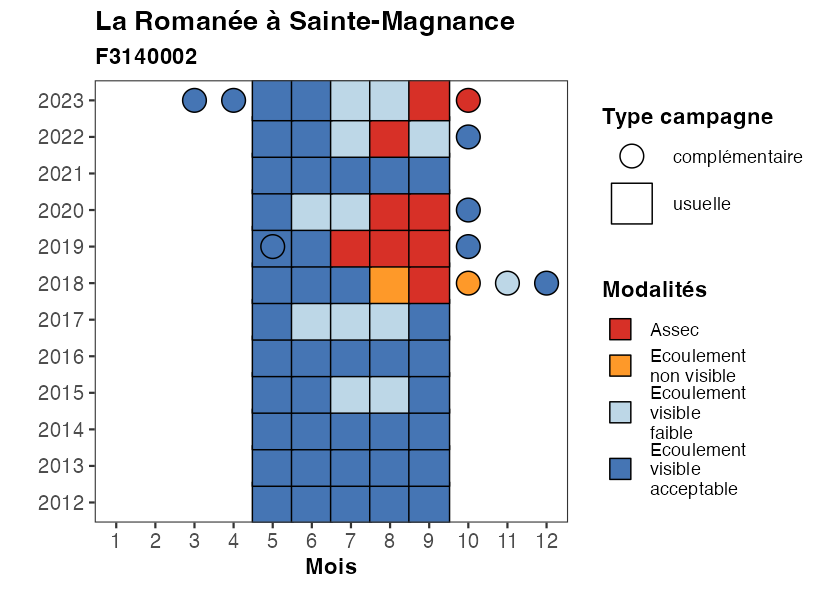 La Romanée à Sainte-Magnance
F3140002
2023
2022
2021
2020
2019
2018
2017
2016
2015
2014
2013
2012
1 2 3 4 5 6 7 8 9 10 11 12
Mois
Type campagne
complémentaire
usuelle
Modalités
Assec
Ecoulement
non visible
Ecoulement
visible
faible
Ecoulement
visible
acceptable